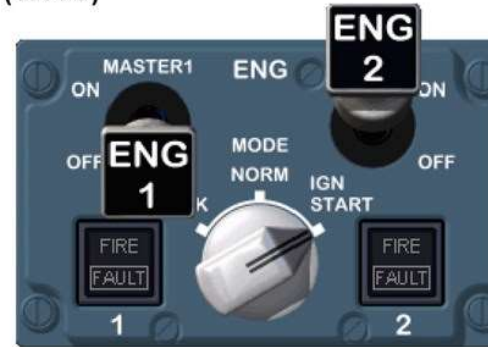 MASTER1
ENG
ENG
2
ON
ON
OFF
ENG
1
OFF
MODE
NORM
K
IGN
START
FIRE
FAULT
FIRE
FAULT
1
2